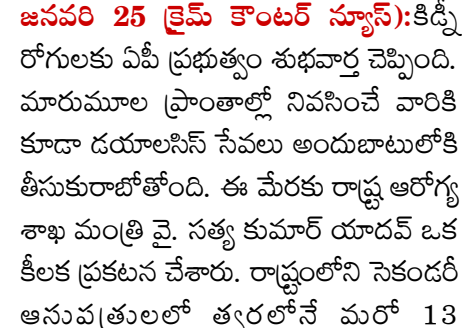 జనవరి 25 (క్రైమ్ కౌంటర్ న్యూస్):కిడ్నీ
రోగులకు ఏపీ ప్రభుత్వం శుభవార్త చెప్పింది.
మారుమూల ప్రాంతాల్లో నివసించే వారికి
కూడా డయాలసిస్ సేవలు అందుబాటులోకి
తీసుకురాబోతోంది. ఈ మేరకు రాష్ట్ర ఆరోగ్య
శాఖ మంత్రి వై. సత్య కుమార్ యాదవ్ ఒక
కీలక ప్రకటన చేశారు. రాష్ట్రంలోని సెకండరీ
ఆసుపత్రులలో త్వరలోనే మరో 13